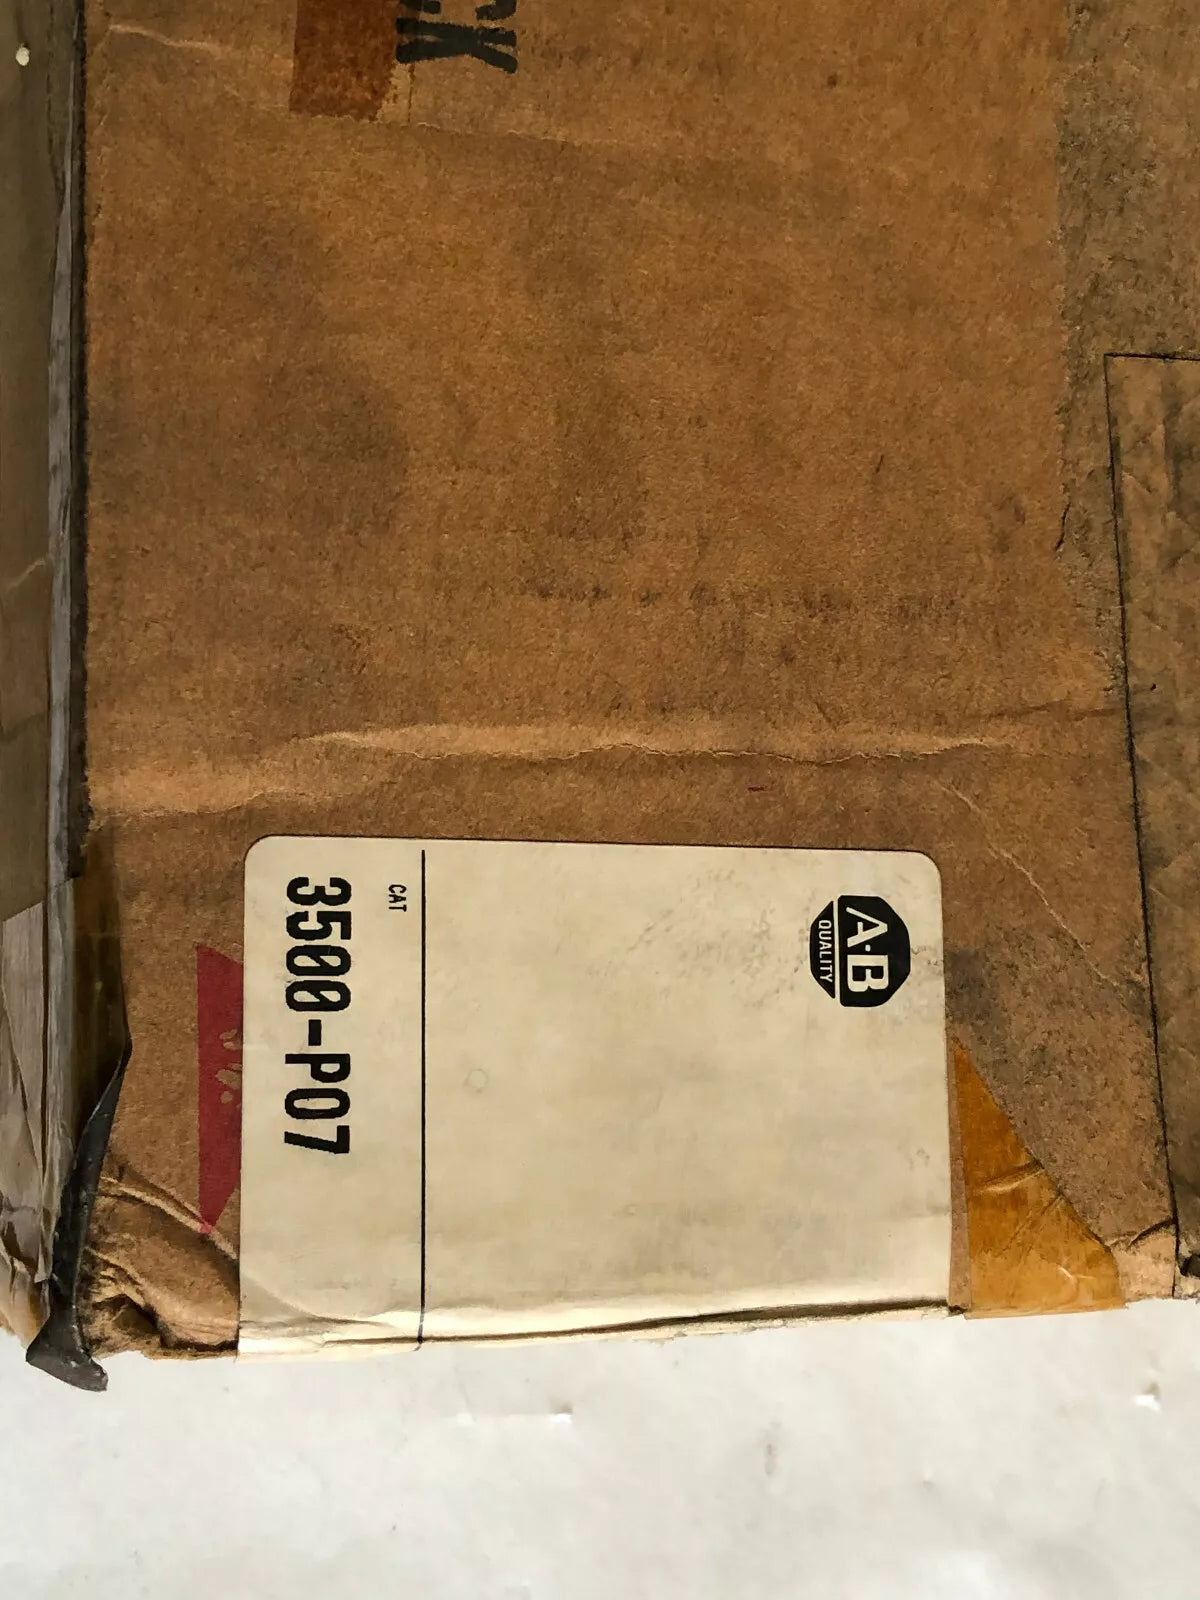 A·B
QUALITY
CAT
3500-P07